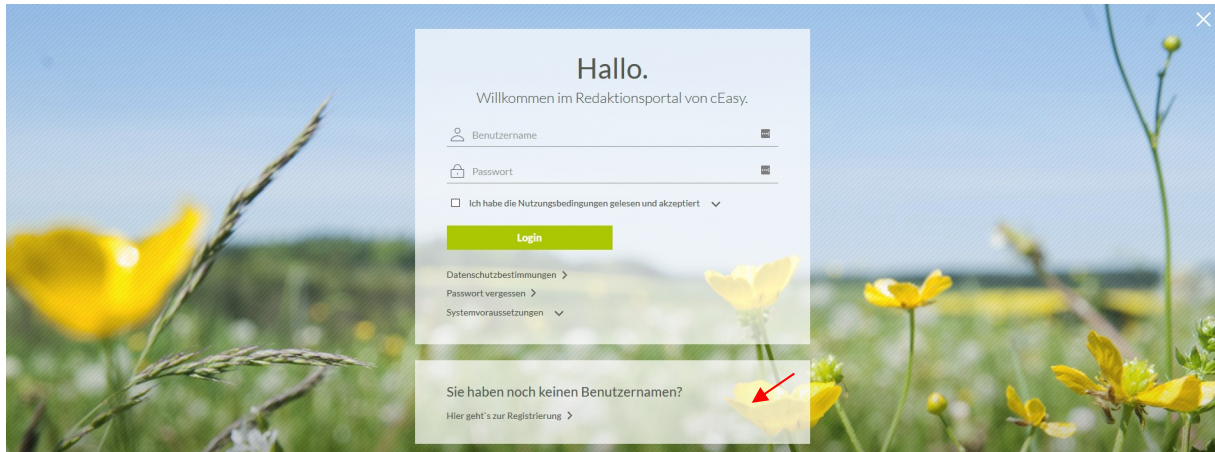 Hallo.
Willkommen im Redaktionsportal von cEasy.
Benutzername
Passwort
Ich habe die Nutzungsbedingungen gelesen und akzeptiert
Login
Datenschutzbestimmungen
Passwort vergessen
Systemvoraussetzungen
Sie haben noch keinen Benutzernamen?
Hier geht`s zur Registrierung